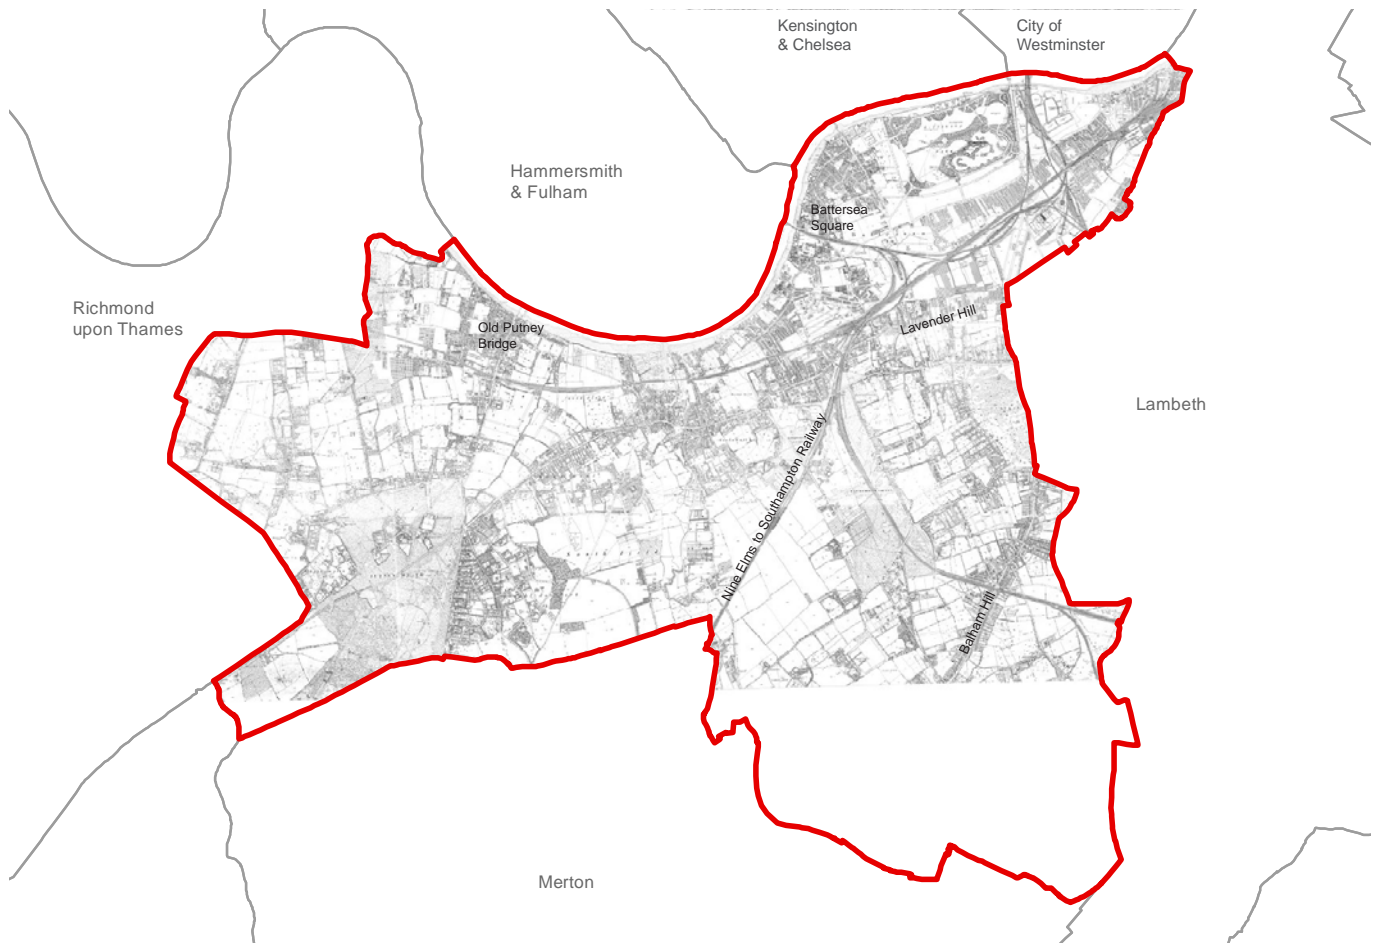 Kensington
& Chelsea
City of
Westminster
Hammersmith
& Fulham
Battersea
Square
Richmond
upon Thames
Old Putney
Bridge
Lavender Hill
Lambeth
Nine Elms to Southampton Railway
Balham Hill
Merton